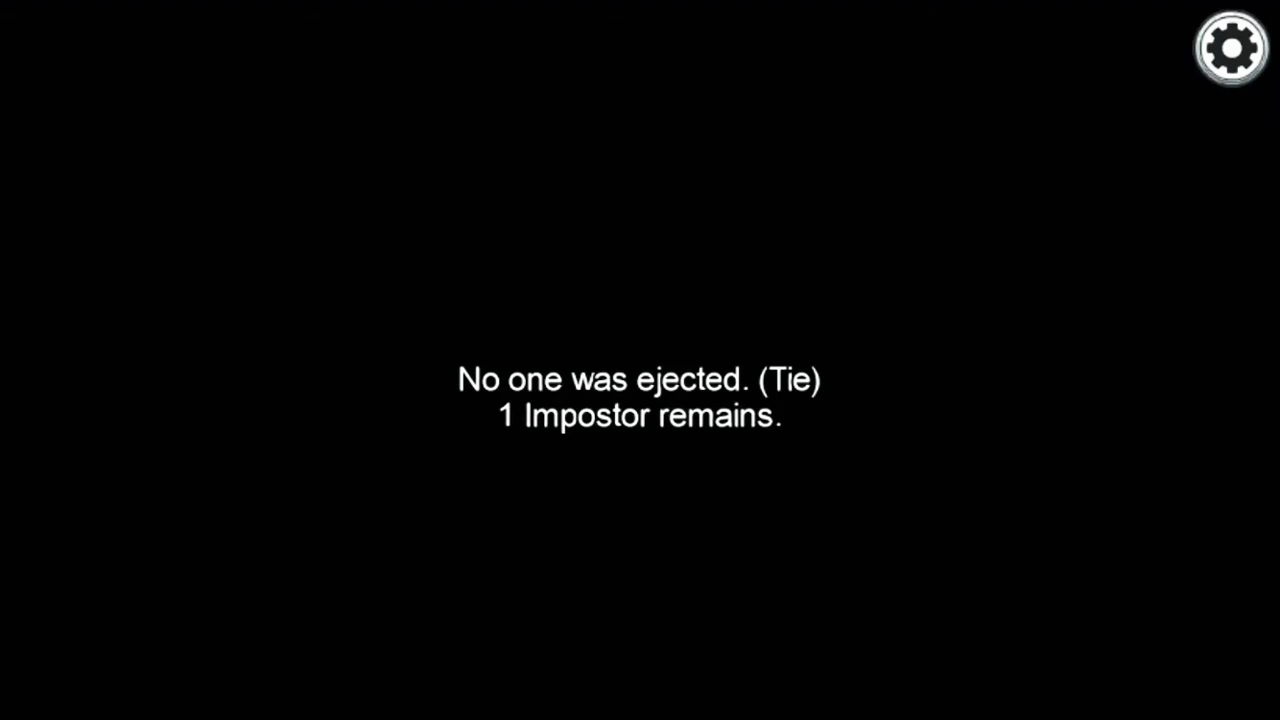 No one was ejected. (Tie)
1 Impostor remains.